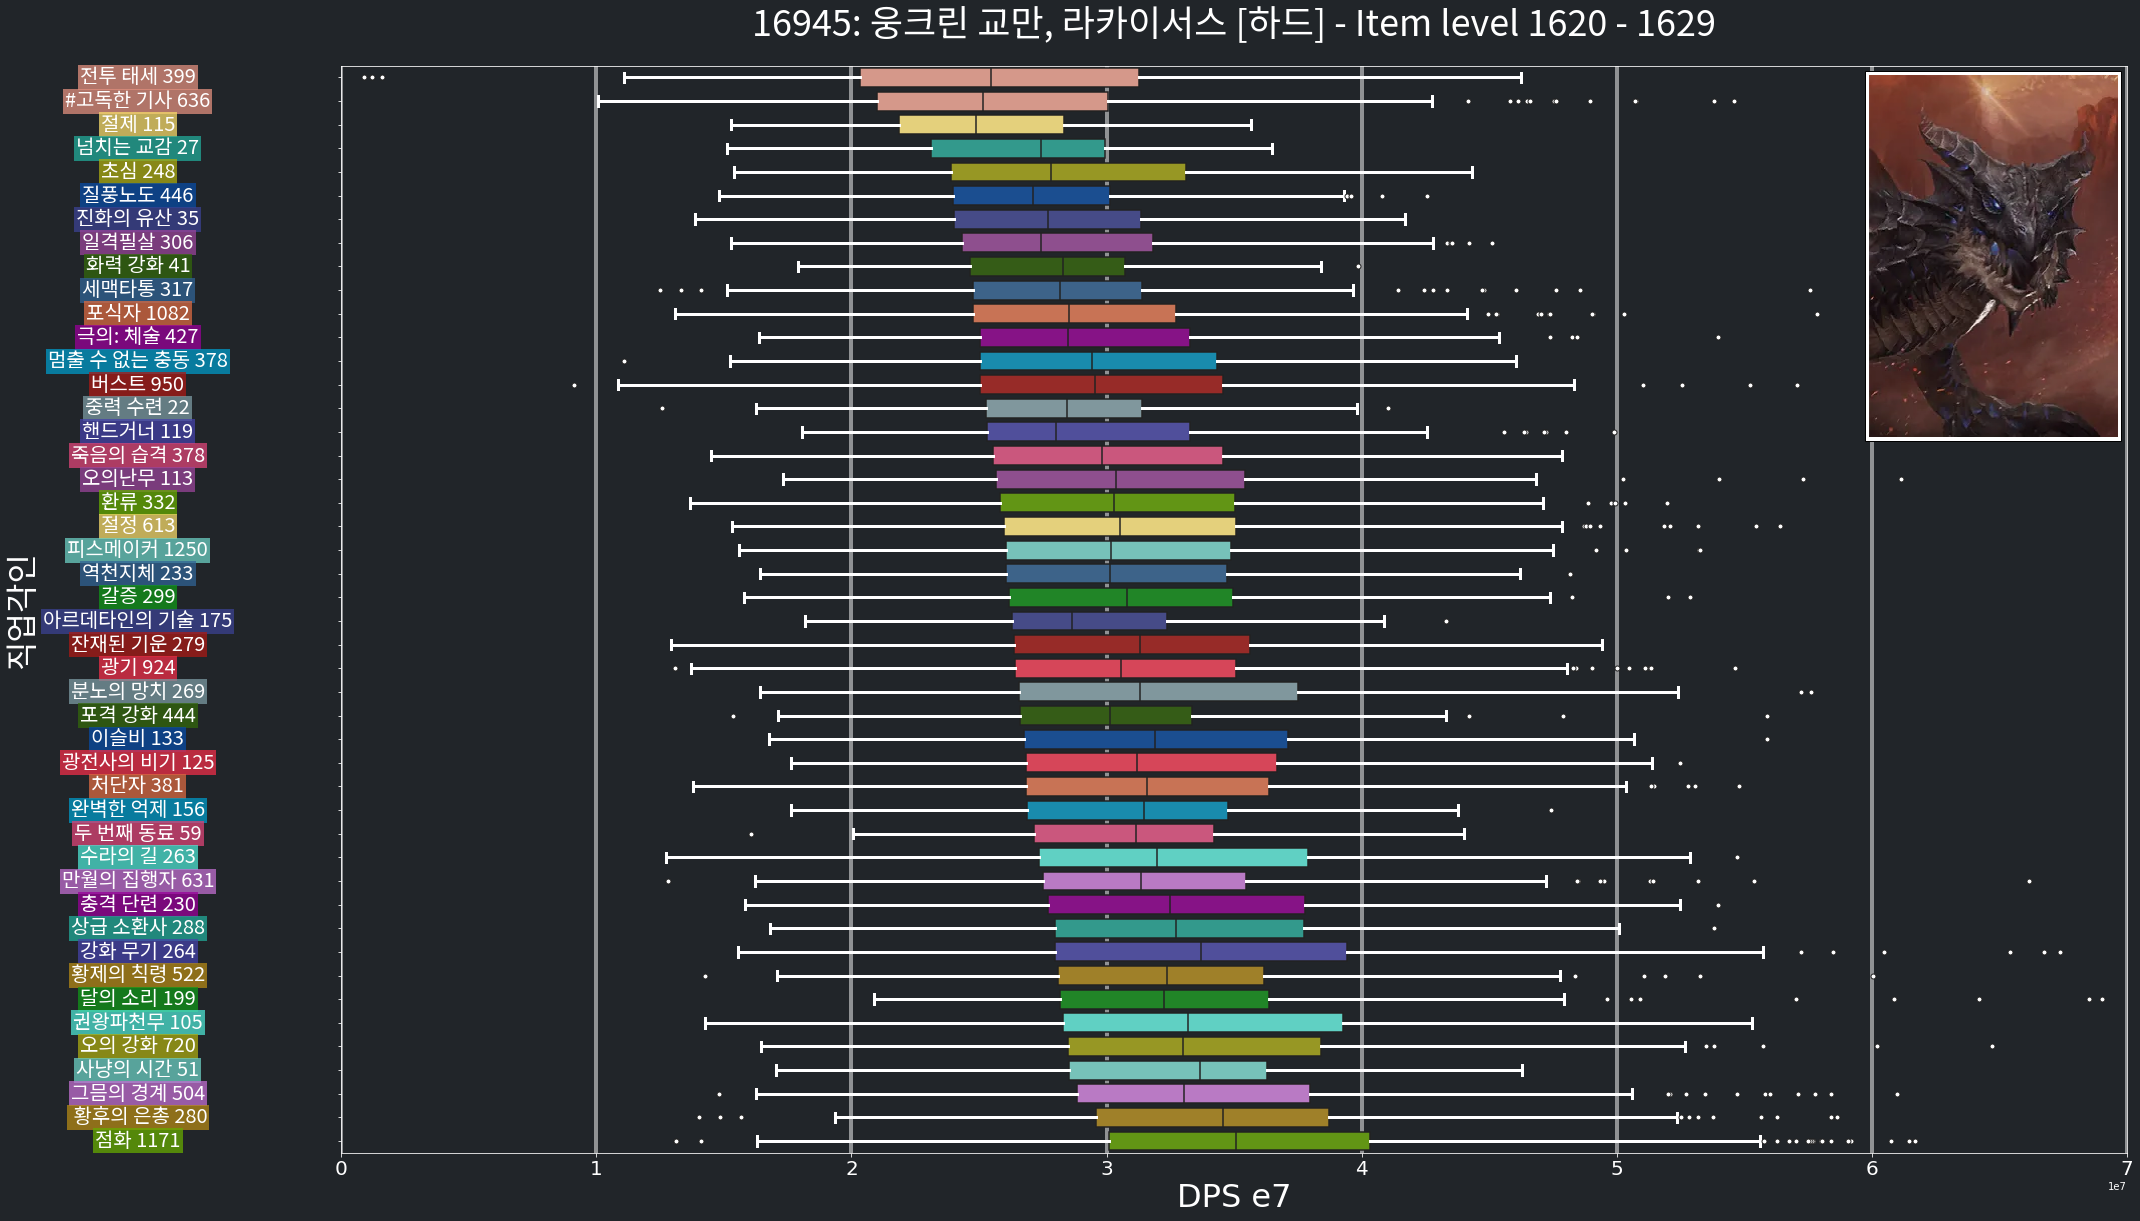 16945: 웅크린 교만, 라카이서스 [하드] - Item level 1620 - 1629
직업각인
전투 태세 399
#고독한 기사 636
절제 115
넘치는 교감 27
초심 248
질풍노도 446
진화의 유산 35
일격필살 306
화력 강화 41
세맥타통 317
포식자 1082
극의: 체술 427
멈출 수 없는 충동 378
버스트 950
중력 수련 22
핸드거너 119
죽음의 습격 378
오의난무 113
환류 332
절정 613
피스메이커 1250
역천지체 233
갈증 299
아르데타인의 기술 175
잔재된 기운 279
광기 924
분노의 망치 269
포격 강화 444
이슬비 133
광전사의 비기 125
처단자 381
완벽한 억제 156
두 번째 동료 59
수라의 길 263
만월의 집행자 631
충격 단련 230
상급 소환사 288
강화 무기 264
황제의 칙령 522
달의 소리 199
권왕파천무 105
오의 강화 720
사냥의 시간 51
그믐의 경계 504
황후의 은총 280
점화 1171
0 1 2 3 4 5 6 7
DPS e7
1e7